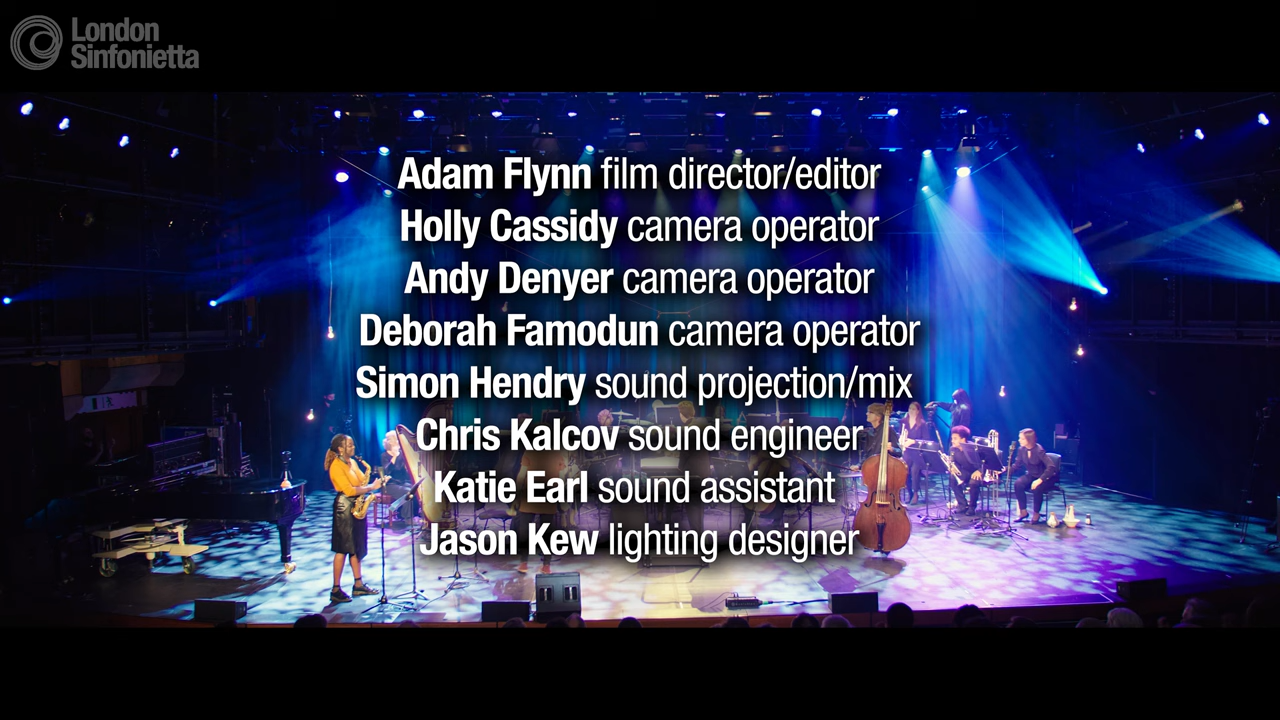 London
Sinfonietta
Adam Flynn film director/editor
Holly Cassidy camera operator
Andy Denyer camera operator
Deborah Famodun camera operator
Simon Hendry sound projection/mix
Chris Kalcov sound engineer
Katie Earl sound assistant
Jason Kew lighting designer